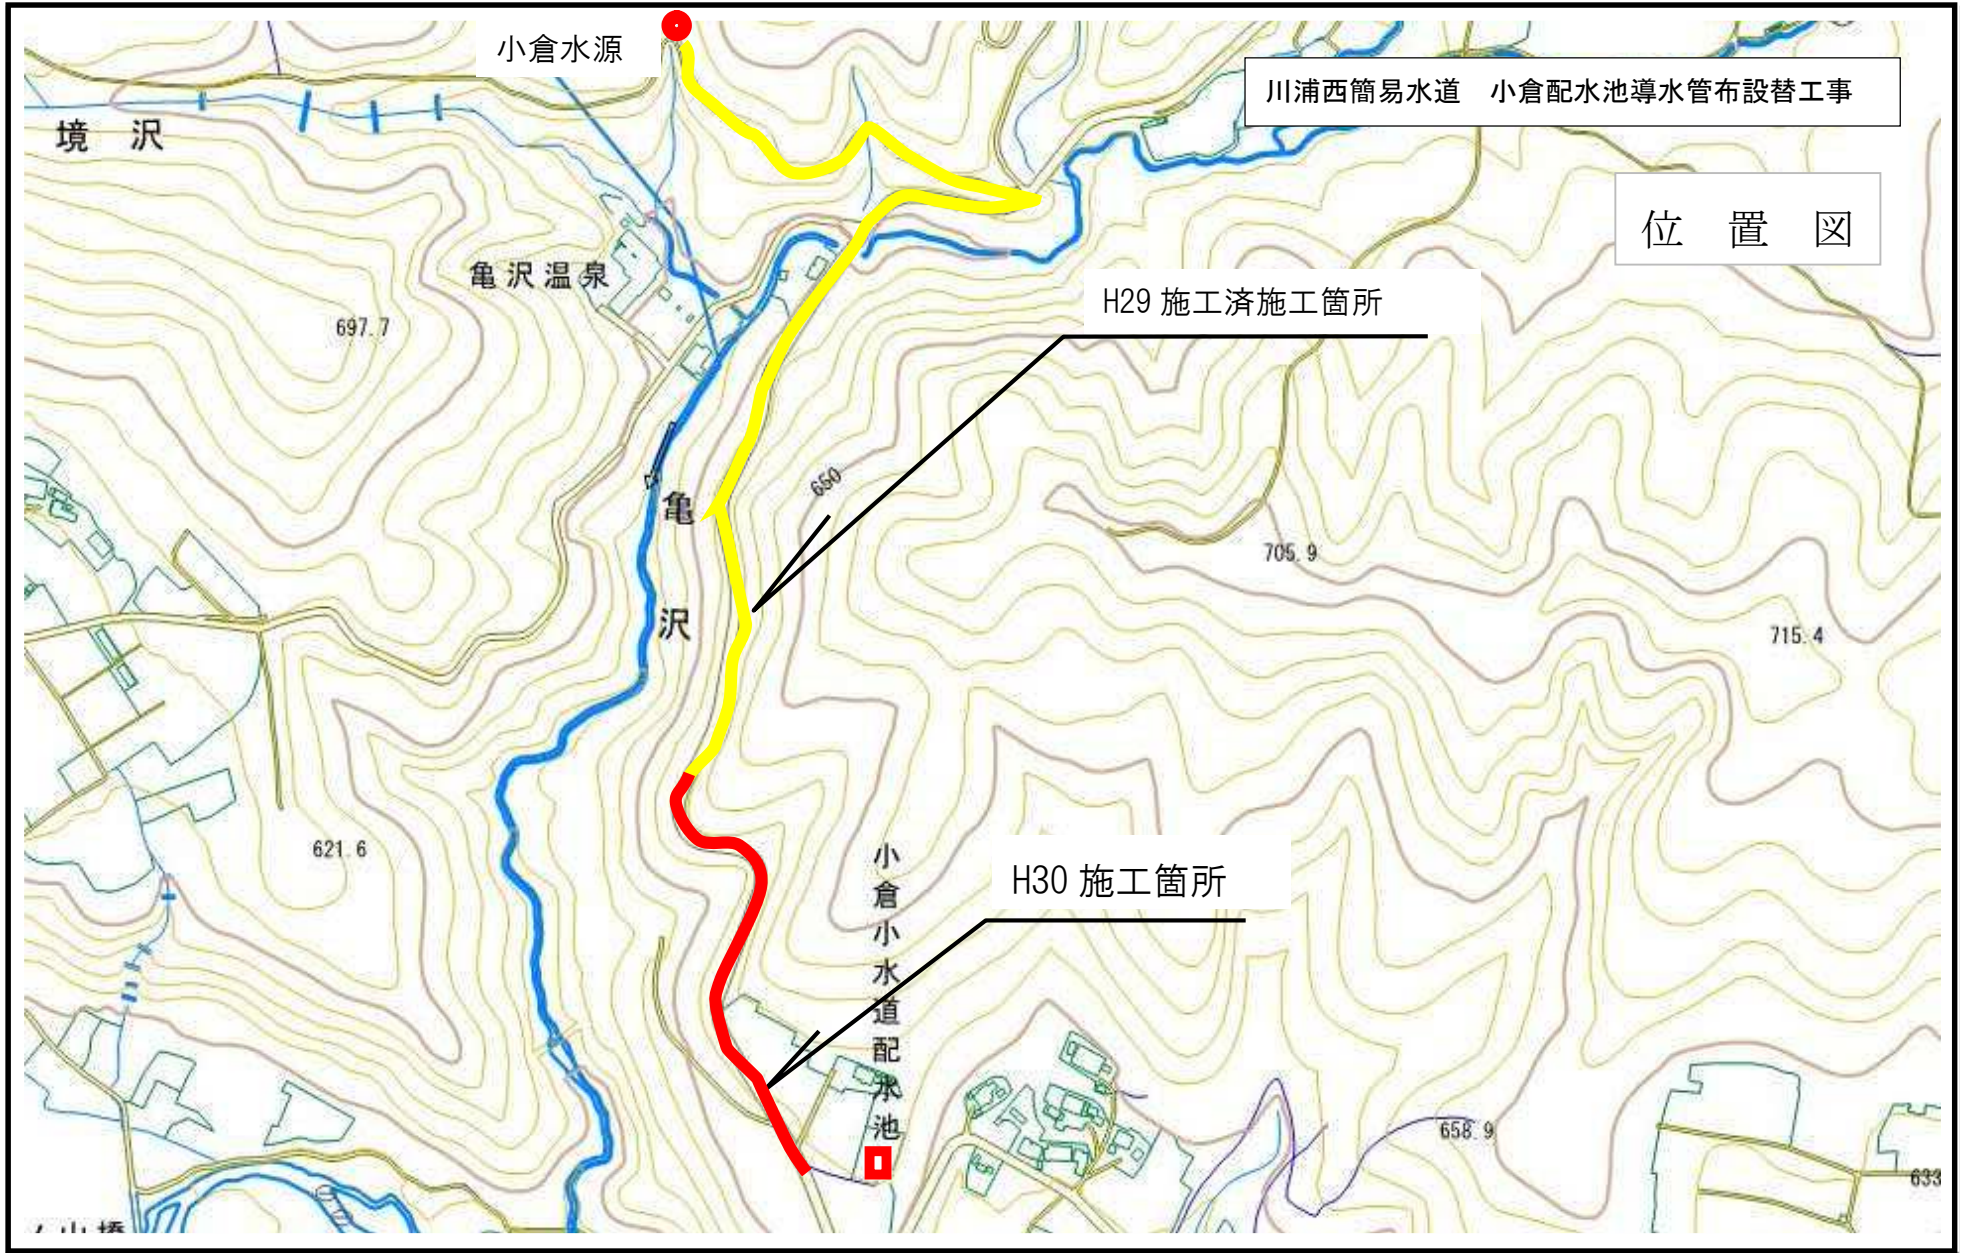 小倉水源
川浦西簡易水道　小倉配水池導水管布設替工事
境 沢
位 置 図
亀沢温泉
H29 施工済施工箇所
697.7
650
亀沢
705.9
715.4
621.6
H30 施工箇所
小倉小水道配水池
658.9
633